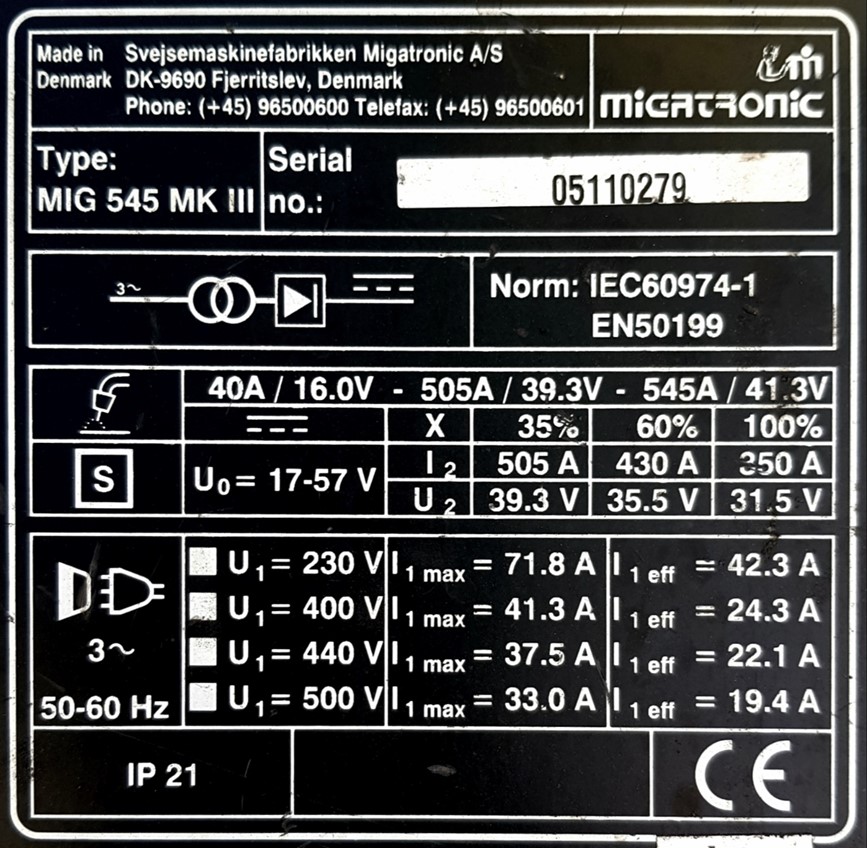 Made in Svejsemaskinefabrikken Migatronic A/S
Denmark DK-9690 Fjerritslev, Denmark
Phone: (+45) 96500600 Telefax: (+45) 96500601
MIGATRONIC
Type:
MIG 545 MK III
Serial
no.:
05110279
3~
Norm: IEC60974-1
EN50199
40A / 16.0V - 505A / 39.3V - 545A / 41.3V
X 35% 60% 100%
S
U0= 17-57 V
I2 505 A 430 A 350 A
U2 39.3 V 35.5 V 31.5 V
U1= 230 V I1 max = 71.8 A I1 eff = 42.3 A
U1= 400 V I1 max = 41.3 A I1 eff = 24.3 A
U1= 440 V I1 max = 37.5 A I1 eff = 22.1 A
U1= 500 V I1 max = 33.0 A I1 eff = 19.4 A
3~
50-60 Hz
IP 21
CE